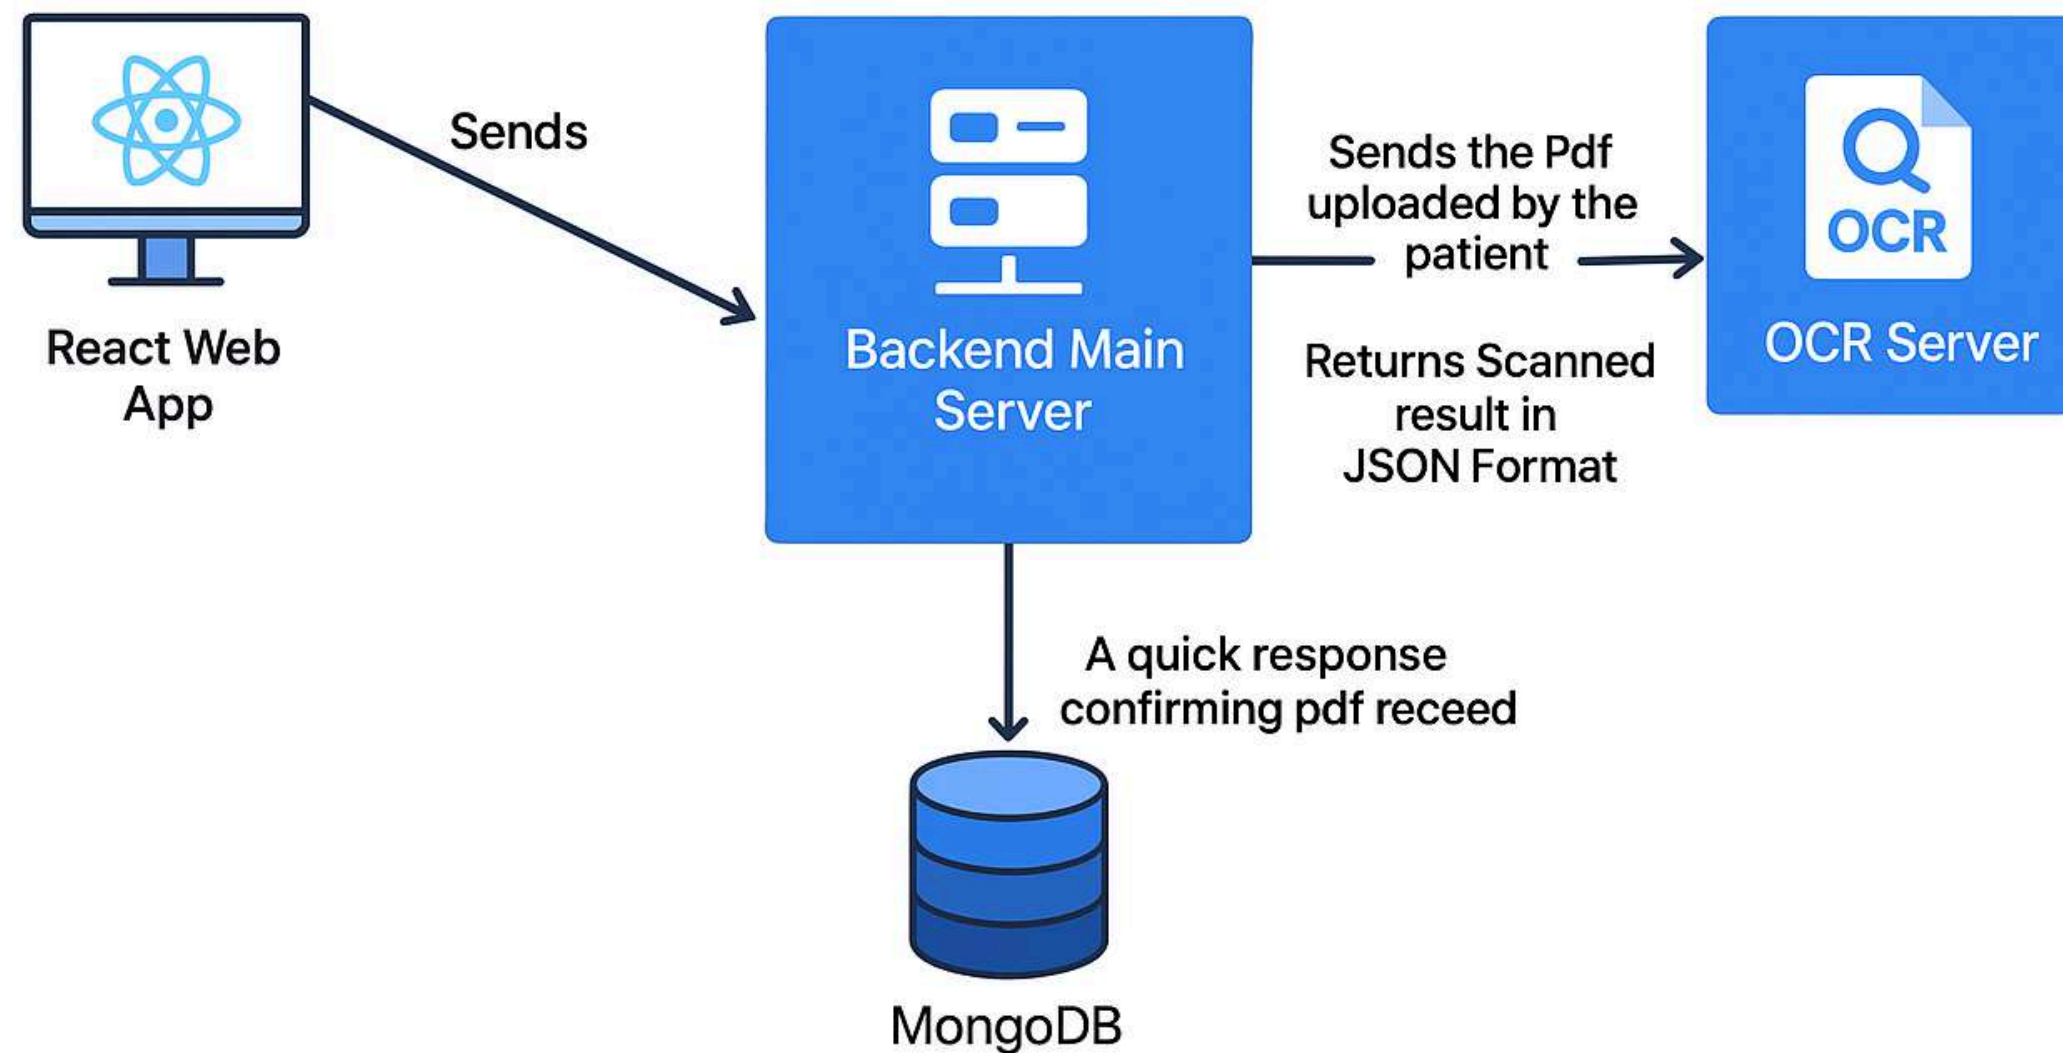 React Web
App
Sends
Backend Main
Server
Sends the Pdf
uploaded by the
patient
Returns Scanned
result in
JSON Format
OCR
OCR Server
A quick response
confirming pdf receed
MongoDB